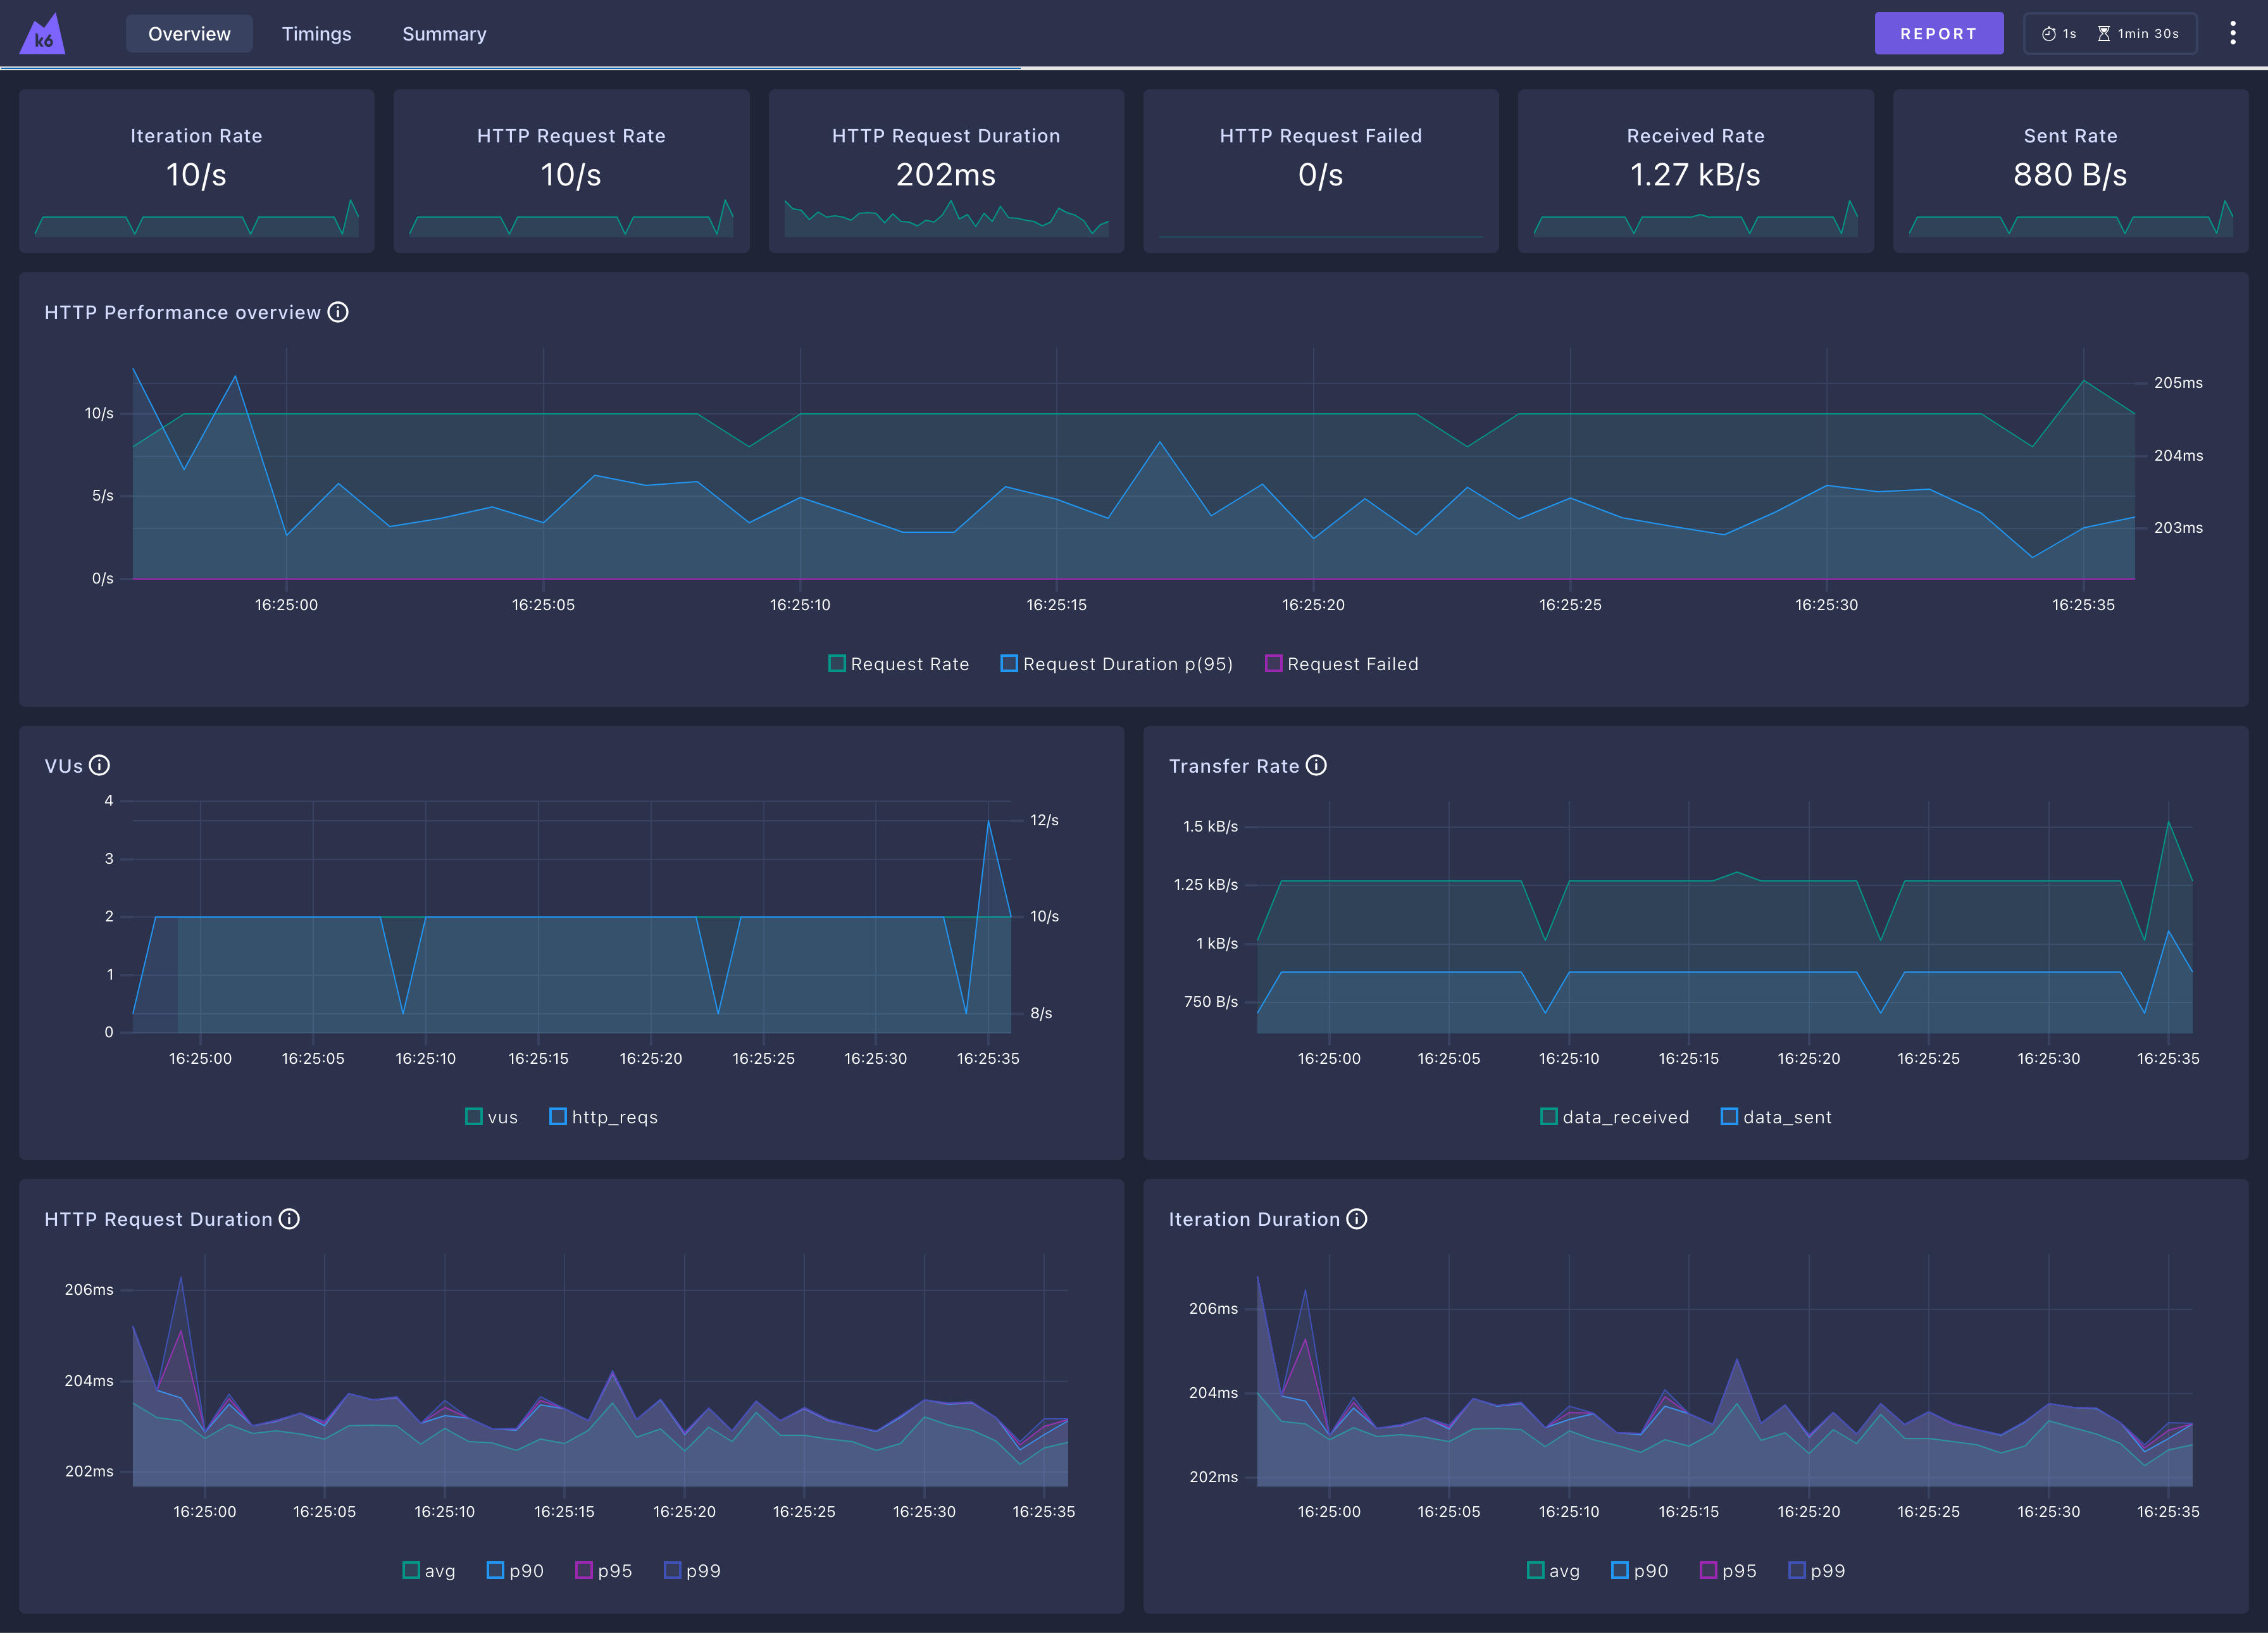 k6 Overview Timings Summary REPORT 1s 1min 30s
Iteration Rate
10/s
HTTP Request Rate
10/s
HTTP Request Duration
202ms
HTTP Request Failed
0/s
Received Rate
1.27 kB/s
Sent Rate
880 B/s
HTTP Performance overview
10/s
5/s
0/s
205ms
204ms
203ms
16:25:00 16:25:05 16:25:10 16:25:15 16:25:20 16:25:25 16:25:30 16:25:35
Request Rate Request Duration p(95) Request Failed
VUs
4
3
2
1
0
12/s
10/s
8/s
16:25:00 16:25:05 16:25:10 16:25:15 16:25:20 16:25:25 16:25:30 16:25:35
vus http_reqs
Transfer Rate
1.5 kB/s
1.25 kB/s
1 kB/s
750 B/s
16:25:00 16:25:05 16:25:10 16:25:15 16:25:20 16:25:25 16:25:30 16:25:35
data_received data_sent
HTTP Request Duration
206ms
204ms
202ms
16:25:00 16:25:05 16:25:10 16:25:15 16:25:20 16:25:25 16:25:30 16:25:35
avg p90 p95 p99
Iteration Duration
206ms
204ms
202ms
16:25:00 16:25:05 16:25:10 16:25:15 16:25:20 16:25:25 16:25:30 16:25:35
avg p90 p95 p99